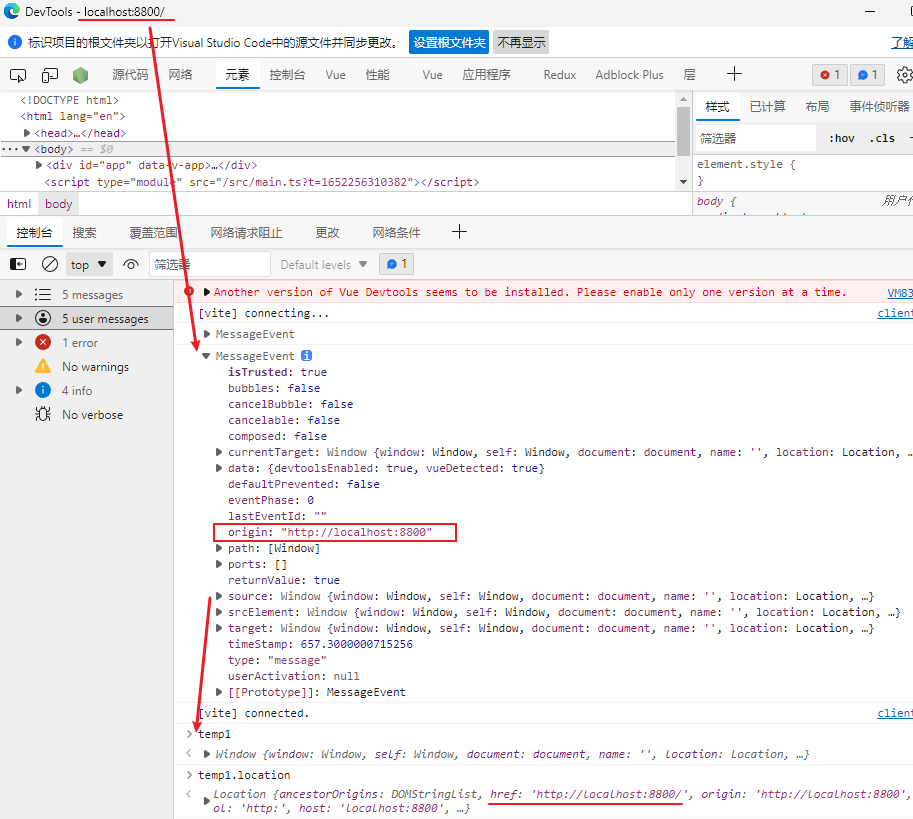 DevTools - localhost:8800/
标识项目的根文件夹以打开Visual Studio Code中的源文件并同步更改。 设置根文件夹 不再显示 了解
源代码 网络 元素 控制台 Vue 性能 Vue 应用程序 Redux Adblock Plus 层 1 1
<!DOCTYPE html>
<html lang="en">
<head>…</head>
<body> == $0
<div id="app" data-v-app>…</div>
<script type="module" src="/src/main.ts?t=1652256310382"></script>
html body
样式 已计算 布局 事件侦听器
筛选器 :hov .cls
element.style {
}
body { 用户代
控制台 搜索 覆盖范围 网络请求阻止 更改 网络条件
top 筛选器 Default levels 1
5 messages
5 user messages
1 error
No warnings
4 info
No verbose
Another version of Vue Devtools seems to be installed. Please enable only one version at a time. VM83
[vite] connecting... client
MessageEvent
MessageEvent
isTrusted: true
bubbles: false
cancelBubble: false
cancelable: false
composed: false
currentTarget: Window {window: Window, self: Window, document: document, name: '', location: Location, …
data: {devtoolsEnabled: true, vueDetected: true}
defaultPrevented: false
eventPhase: 0
lastEventId: ""
origin: "http://localhost:8800"
path: [Window]
ports: []
returnValue: true
source: Window {window: Window, self: Window, document: document, name: '', location: Location, …}
srcElement: Window {window: Window, self: Window, document: document, name: '', location: Location, …}
target: Window {window: Window, self: Window, document: document, name: '', location: Location, …}
timeStamp: 657.3000000715256
type: "message"
userActivation: null
[[Prototype]]: MessageEvent
[vite] connected. client
temp1
Window {window: Window, self: Window, document: document, name: '', location: Location, …}
temp1.location
Location {ancestorOrigins: DOMStringList, href: 'http://localhost:8800/', origin: 'http://localhost:8800',
ol: 'http:', host: 'localhost:8800', …}